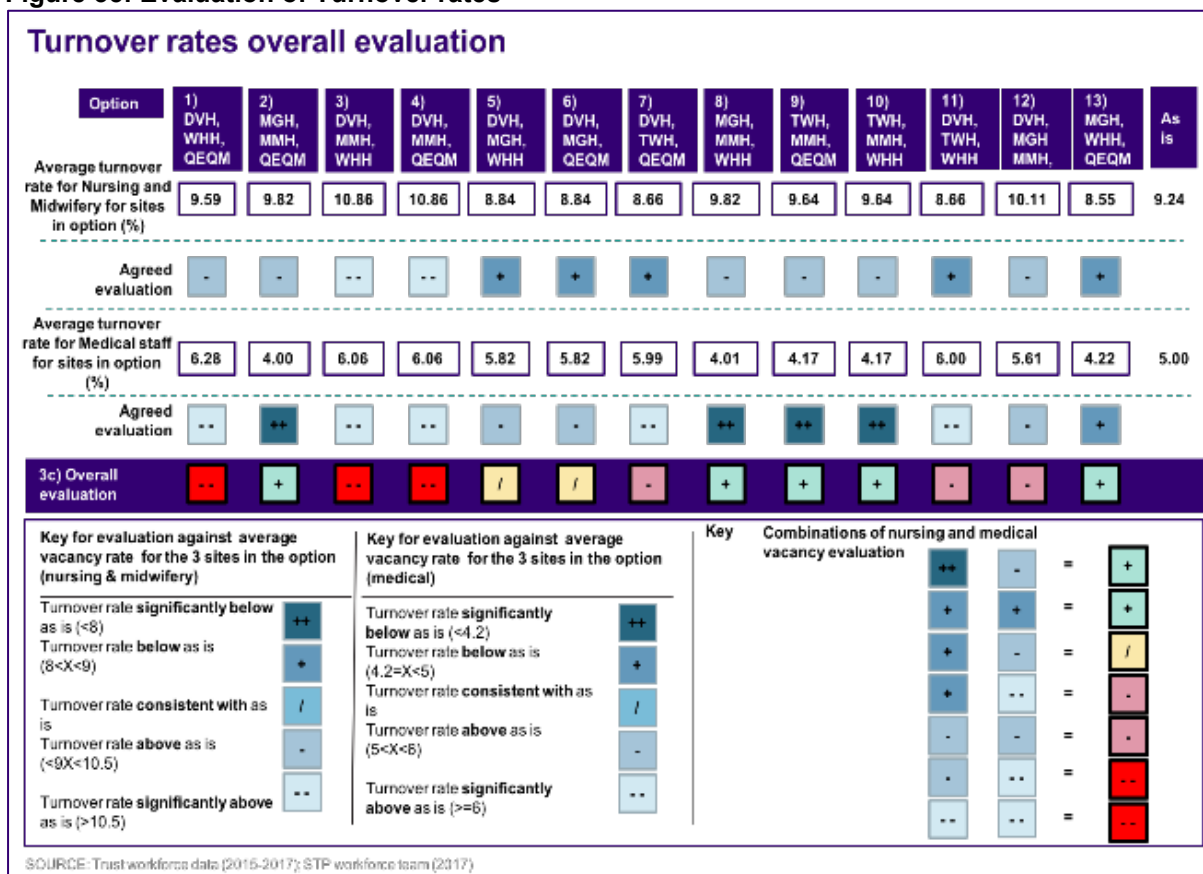 Turnover rates overall evaluation
Option
1) DVH, WHH, QEQM
2) MGH, MMH, QEQM
3) DVH, MMH, WHH
4) DVH, MMH, QEQM
5) DVH, MGH, WHH
6) DVH, MGH, QEQM
7) DVH, TWH, QEQM
8) MGH, MMH, WHH
9) TWH, MMH, QEQM
10) TWH, MMH, WHH
11) DVH, TWH, WHH
12) DVH, MGH MMH,
13) MGH, WHH, QEQM
As is
Average turnover
rate for Nursing and
Midwifery for sites
in option (%)
9.59 9.82 10.86 10.86 8.84 8.84 8.66 9.82 9.64 9.64 8.66 10.11 8.55 9.24
Agreed
evaluation
- - -- -- + + + - - - + - +
Average turnover
rate for Medical staff
for sites in option
(%)
6.28 4.00 6.06 6.06 5.82 5.82 5.99 4.01 4.17 4.17 6.00 5.61 4.22 5.00
Agreed
evaluation
-- ++ -- -- - - -- ++ ++ ++ -- - +
3c) Overall
evaluation
-- + -- -- / / - + + + - - +
Key for evaluation against average
vacancy rate for the 3 sites in the option
(nursing & midwifery)
Turnover rate significantly below
as is (<8)
++
Turnover rate below as is
(8<X<9)
+
Turnover rate consistent with as
is
/
Turnover rate above as is
(<9X<10.5)
-
Turnover rate significantly above
as is (>10.5)
--
Key for evaluation against average
vacancy rate for the 3 sites in the option
(medical)
Turnover rate significantly
below as is (<4.2)
++
Turnover rate below as is
(4.2=X<5)
+
Turnover rate consistent with as
is
/
Turnover rate above as is
(5<X<6)
-
Turnover rate significantly
above as is (>=6)
--
Key
Combinations of nursing and medical
vacancy evaluation
++ - = +
+ + = +
+ - = /
+ -- = -
- - = -
- -- = --
-- -- = --
SOURCE: Trust workforce data (2015-2017); STP workforce team (2017)